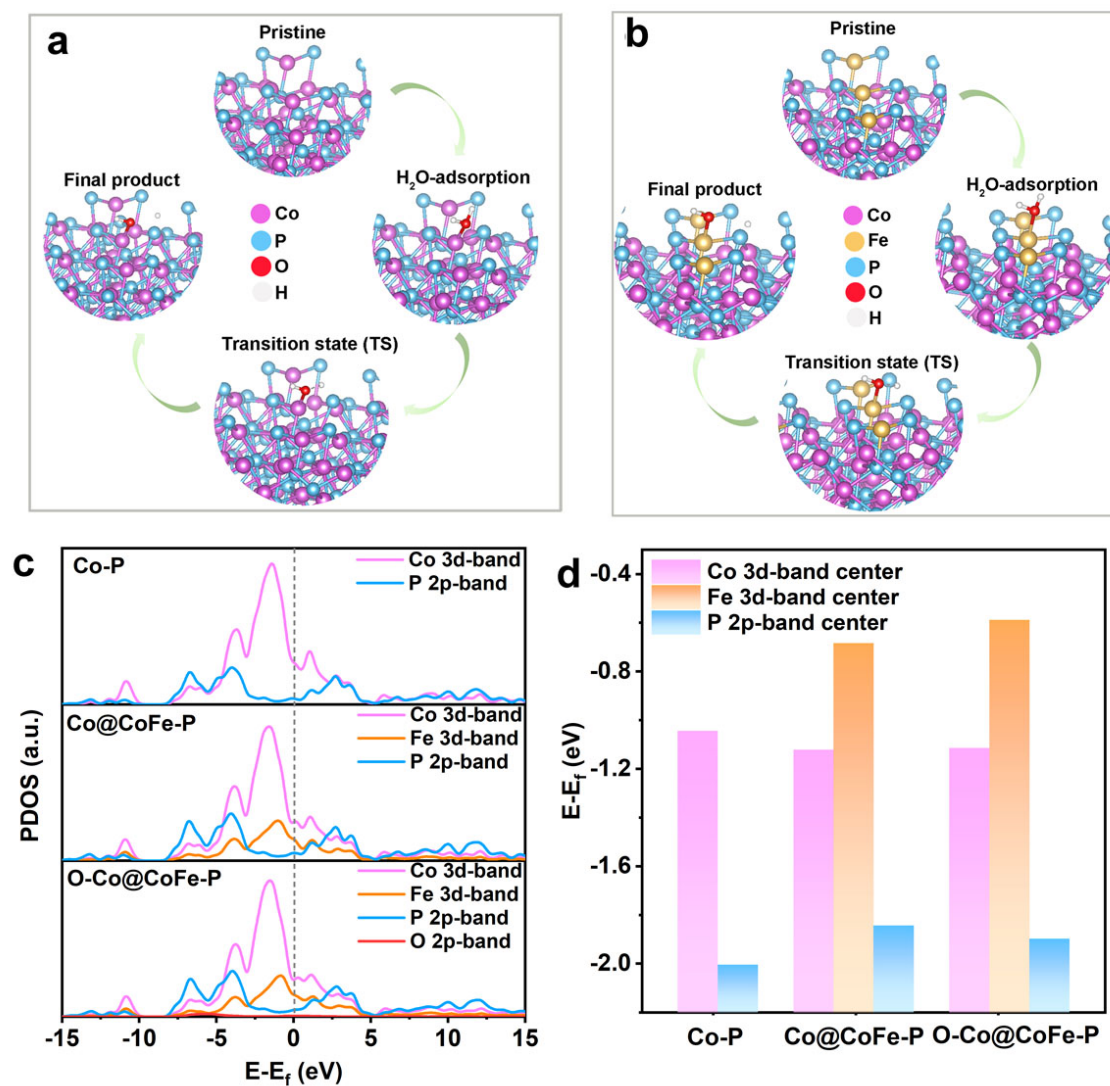 a
Pristine
Final product
H₂O-adsorption
Co
P
O
H
Transition state (TS)
b
Pristine
Final product
H₂O-adsorption
Co
Fe
P
O
H
Transition state (TS)
c
Co-P
Co 3d-band
P 2p-band
Co@CoFe-P
Co 3d-band
Fe 3d-band
P 2p-band
O-Co@CoFe-P
Co 3d-band
Fe 3d-band
P 2p-band
O 2p-band
PDOS (a.u.)
-15 -10 -5 0 5 10 15
E-Ef (eV)
d
Co 3d-band center
Fe 3d-band center
P 2p-band center
-0.4
-0.8
-1.2
-1.6
-2.0
E-Ef (eV)
Co-P Co@CoFe-P O-Co@CoFe-P